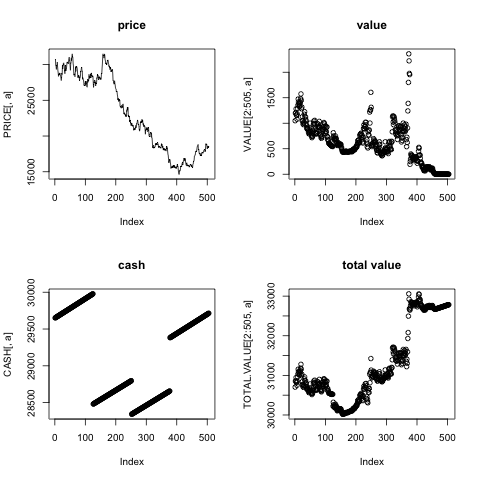 price
PRICE[, a]
15000 25000
0 100 200 300 400 500
Index
value
VALUE[2:505, a]
0 500 1500
0 100 200 300 400 500
Index
cash
CASH[, a]
28500 29000 29500 30000
0 100 200 300 400 500
Index
total value
TOTAL.VALUE[2:505, a]
30000 31000 32000 33000
0 100 200 300 400 500
Index